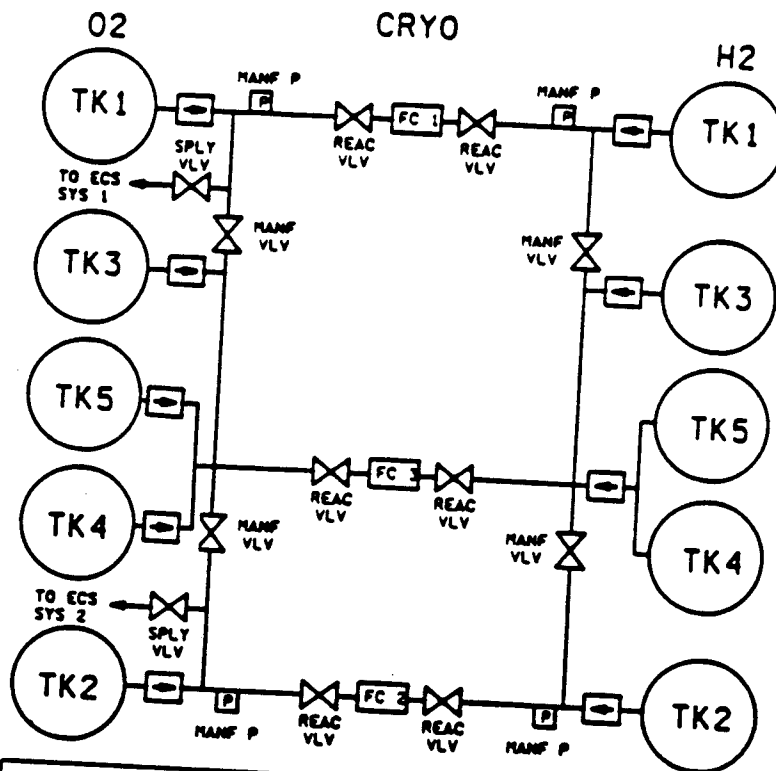 O2
CRYO
H2
MANF P
P
MANF P
P
TK1
FC 1
TK1
SPLY
VLV
REAC
VLV
REAC
VLV
TO ECS
SYS 1
MANF
VLV
MANF
VLV
TK3
TK3
TK5
TK5
FC 3
REAC
VLV
REAC
VLV
TK4
MANF
VLV
MANF
VLV
TK4
TO ECS
SYS 2
SPLY
VLV
TK2
P
FC 2
P
TK2
MANF P
REAC
VLV
REAC
VLV
MANF P